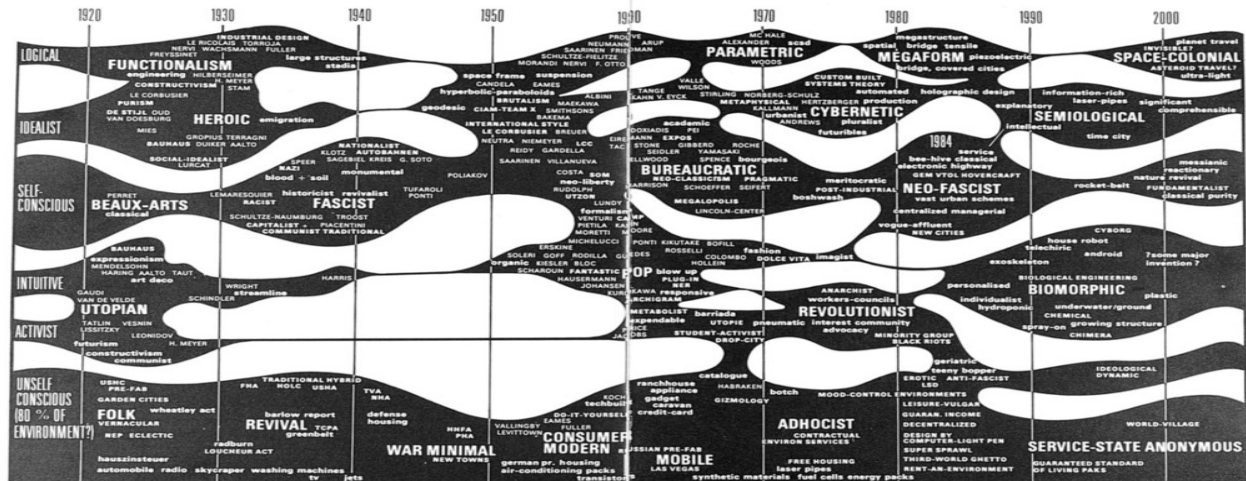 1920 1930 1940 1950 1960 1970 1980 1990 2000
LOGICAL
INDUSTRIAL DESIGN
LE RICOLAIS TORROJA
NERVI WACHSMANN FULLER
FREYSSINET
FUNCTIONALISM
large structures
stadia
engineering HILBERSEIMER
H. MEYER
CONSTRUCTIVISM
STAM
LE CORBUSIER
PURISM
DE STIJL OUD
VAN DOESBURG
HEROIC
emigration
MIES
GROPIUS TERRAGNI
BAUHAUS DUIKER AALTO
PROUVE
NEUMANN ARUP
SAARINEN FRIEDMAN
SCHULTZE-FIELITZE
MORANDI NERVI F. OTTO
space frame suspension
CANDELA EAMES
hyperbolic-paraboloids
geodesic
BRUTALISM
ALBINI
MAEKAWA
CIAM-TEAM X SMITHSONS
BAKEMA
INTERNATIONAL STYLE
LE CORBUSIER BREUER
NEUTRA NIEMEYER LCC
REIDY GARDELLA
SAARINEN VILLANUEVA
MC HALE
ALEXANDER scsd
PARAMETRIC
WOODS
VALLE
WILSON
TANGE
KAHN V. EYCK
STIRLING NORBERG-SCHULZ
METAPHYSICAL HERTZBERGER
KALLMANN
urbanist
ANDREWS
academic
CUSTOM BUILT
SYSTEMS THEORY
automated
production
CYBERNETIC
pluralist
futuribles
megastructure
spatial bridge tensile
MEGAFORM piezoelectric
bridge, covered cities
holographic design
INVISIBLE?
planet travel
SPACE-COLONIAL
ASTEROID TRAVEL?
ultra-light
information-rich
laser-pipes significant
explanatory comprehensible
SEMIOLOGICAL
intellectual
time city
IDEALIST
SOCIAL-IDEALIST
LURCAT
NATIONALIST
KLOTZ AUTOBAHNEN
SPEER SAGEBIEL KREIS G. SOTO
NAZI
monumental
blood + soil
POLIAKOV
DOXIADIS PEI
EXPOS
TAC STONE GIBBERD ROCHE
SEIDLER YAMASAKI
ELLWOOD SPENCE bourgeois
BUREAUCRATIC
HARRISON NEO-CLASSICISM PRAGMATIC
SCHOEFFER SEIFERT
meritocratic
POST-INDUSTRIAL
boshwash
1984
service
bee-hive classical
electronic highway
GEM VTOL HOVERCRAFT
NEO-FASCIST
vast urban schemes
centralized managerial
vogue-affluent
NEW CITIES
messianic
reactionary
nature revival
rocket-belt
FUNDAMENTALIST
classical purity
SELF-
CONSCIOUS
PERRET
BEAUX-ARTS
classical
LEMARESQUIER
RACIST
historicist revivalist
FASCIST
TUFAROLI
PONTI
SCHULTZE-NAUMBURG TROOST
CAPITALIST + PIACENTINI
COMMUNIST TRADITIONAL
COSTA SOM
neo-liberty
RUDOLPH
UTZON
LUNDY
formalism
VENTURI CAMP
PIETILA KAHN
MORETTI MOORE
MICHELUCCI
ERSKINE
SOLERI GOFF RODILLA GUEDES
organic KIESLER BLOC
SCHAROUN FANTASTIC
MEGALOPOLIS
LINCOLN-CENTER
PONTI KIKUTAKE BOFILL
ROSSELLI fashion
COLOMBO DOLCE VITA
HOLLEIN
imagist
CYBORG
house robot
telechiric
android
exoskeleton
?some major
invention ?
BAUHAUS
expressionism
MENDELSOHN
HARING AALTO TAUT
art deco
INTUITIVE
GAUDI
VAN DE VELDE
UTOPIAN
TATLIN VESNIN
LISSITZKY
LEONIDOV
HARRIS
WRIGHT
streamline
SCHINDLER
HAUSERMANN
JOHANSEN
KUROKAWA
POP blow up
PLUG-IN
NER
responsive
ARCHIGRAM
METABOLIST
expendable
PRICE
JACOBS
barriada
UTOPIE pneumatic
STUDENT-ACTIVIST
DROP-CITY
ANARCHIST
workers-councils
REVOLUTIONIST
interest community
advocacy
MINORITY GROUP
BLACK RIOTS
personalised
BIOLOGICAL ENGINEERING
BIOMORPHIC
individualist
hydroponic
plastic
underwater/ground
CHEMICAL
spray-on growing structure
CHIMERA
ACTIVIST
futurism H. MEYER
constructivism
communist
geriatric
teeny bopper
EROTIC ANTI-FASCIST
LSD
IDEOLOGICAL
DYNAMIC
UNSELF
CONSCIOUS
(80 % OF
ENVIRONMENT?)
USHC
PRE-FAB
GARDEN CITIES
FOLK
VERNACULAR
wheatley act
NEP ECLECTIC
hauszinsteuer
automobile radio skycraper washing machines
tv jets
TRADITIONAL HYBRID
FHA HOLC USHA
TVA
NHA
barlow report
REVIVAL TCPA
greenbelt
radburn
LOUCHEUR ACT
defense
housing
HHFA
PHA
WAR MINIMAL
NEW TOWNS
KOCH
techbuilt
DO-IT-YOURSELF
EAMES
FULLER
VALLINGBY
LEVITTOWN
CONSUMER
MODERN
german pr. housing
air-conditioning packs
transistors
catalogue
ranchhouse
appliance
gadget
caravan
credit-card
HABRAKEN
GIZMOLOGY
RUSSIAN PRE-FAB
MOBILE
LAS VEGAS
synthetic materials fuel cells energy packs
botch
MOOD-CONTROL ENVIRONMENTS
ADHOCIST
CONTRACTUAL
ENVIRON SERVICES
FREE HOUSING
laser pipes
LEISURE-VULGAR
GUARAN. INCOME
DECENTRALIZED
DESIGN BY
COMPUTER-LIGHT PEN
SUPER SPRAWL
THIRD-WORLD GHETTO
RENT-AN-ENVIRONMENT
WORLD-VILLAGE
SERVICE-STATE ANONYMOUS
GUARANTEED STANDARD
OF LIVING PAKS